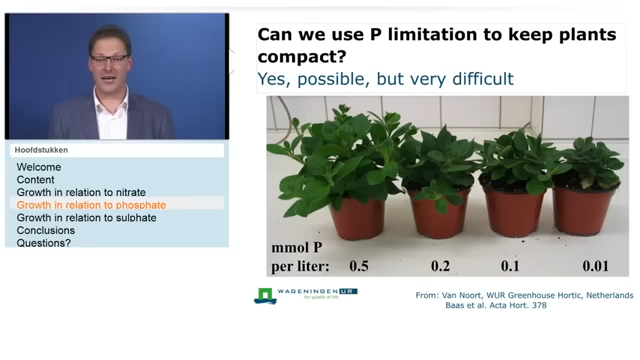 Can we use P limitation to keep plants
compact?
Yes, possible, but very difficult
Hoofdstukken
Welcome
Content
Growth in relation to nitrate
Growth in relation to phosphate
Growth in relation to sulphate
Conclusions
Questions?
mmol P
per liter: 0.5 0.2 0.1 0.01
WAGENINGEN UR
For quality of life
From: Van Noort, WUR Greenhouse Hortic, Netherlands
Baas et al. Acta Hort. 378